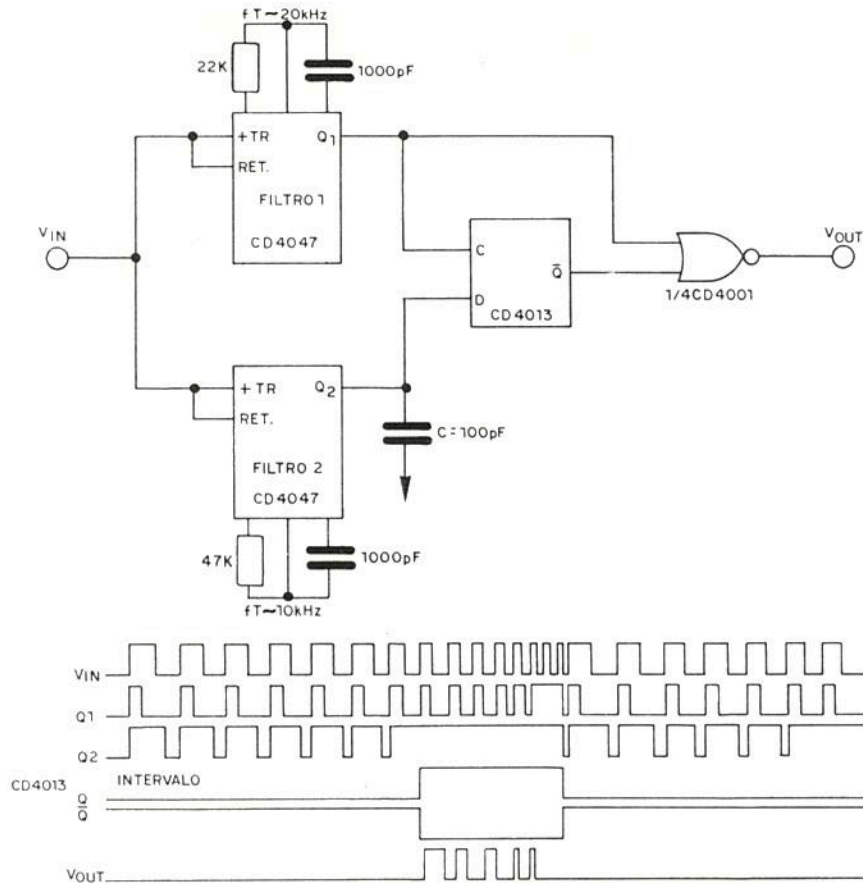 fT~20kHz
22K
1000pF
+TR
Q1
RET.
FILTRO 1
CD4047
VIN
C
Q̅
D
CD4013
VOUT
1/4CD4001
+TR
Q2
RET.
C=100pF
FILTRO 2
CD4047
47K
1000pF
fT~10kHz
VIN
Q1
Q2
CD4013
INTERVALO
Q
Q̅
VOUT